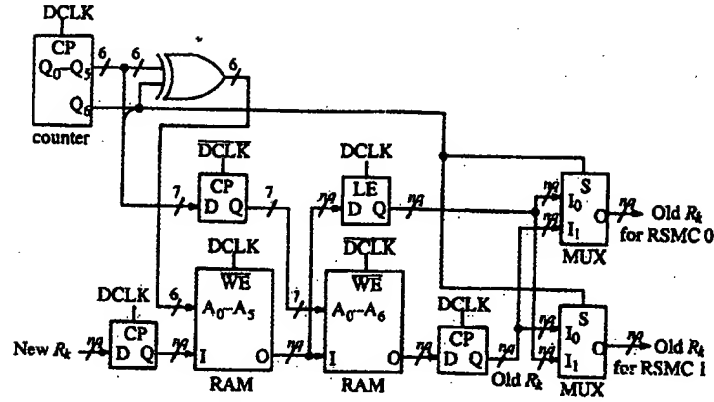 DCLK
CP
Q0–Q5
6
6
6
Q6
counter
DCLK
CP
7
D Q
7
DCLK
LE
D Q
S
I0
O
I1
Old Rk
for RSMC 0
MUX
DCLK
WE
6
A0–A5
I
O
RAM
DCLK
WE
7
A0–A6
RAM
DCLK
CP
New Rk
D Q
DCLK
CP
D Q
Old Rk
S
I0
O
I1
Old Rk
for RSMC 1
MUX